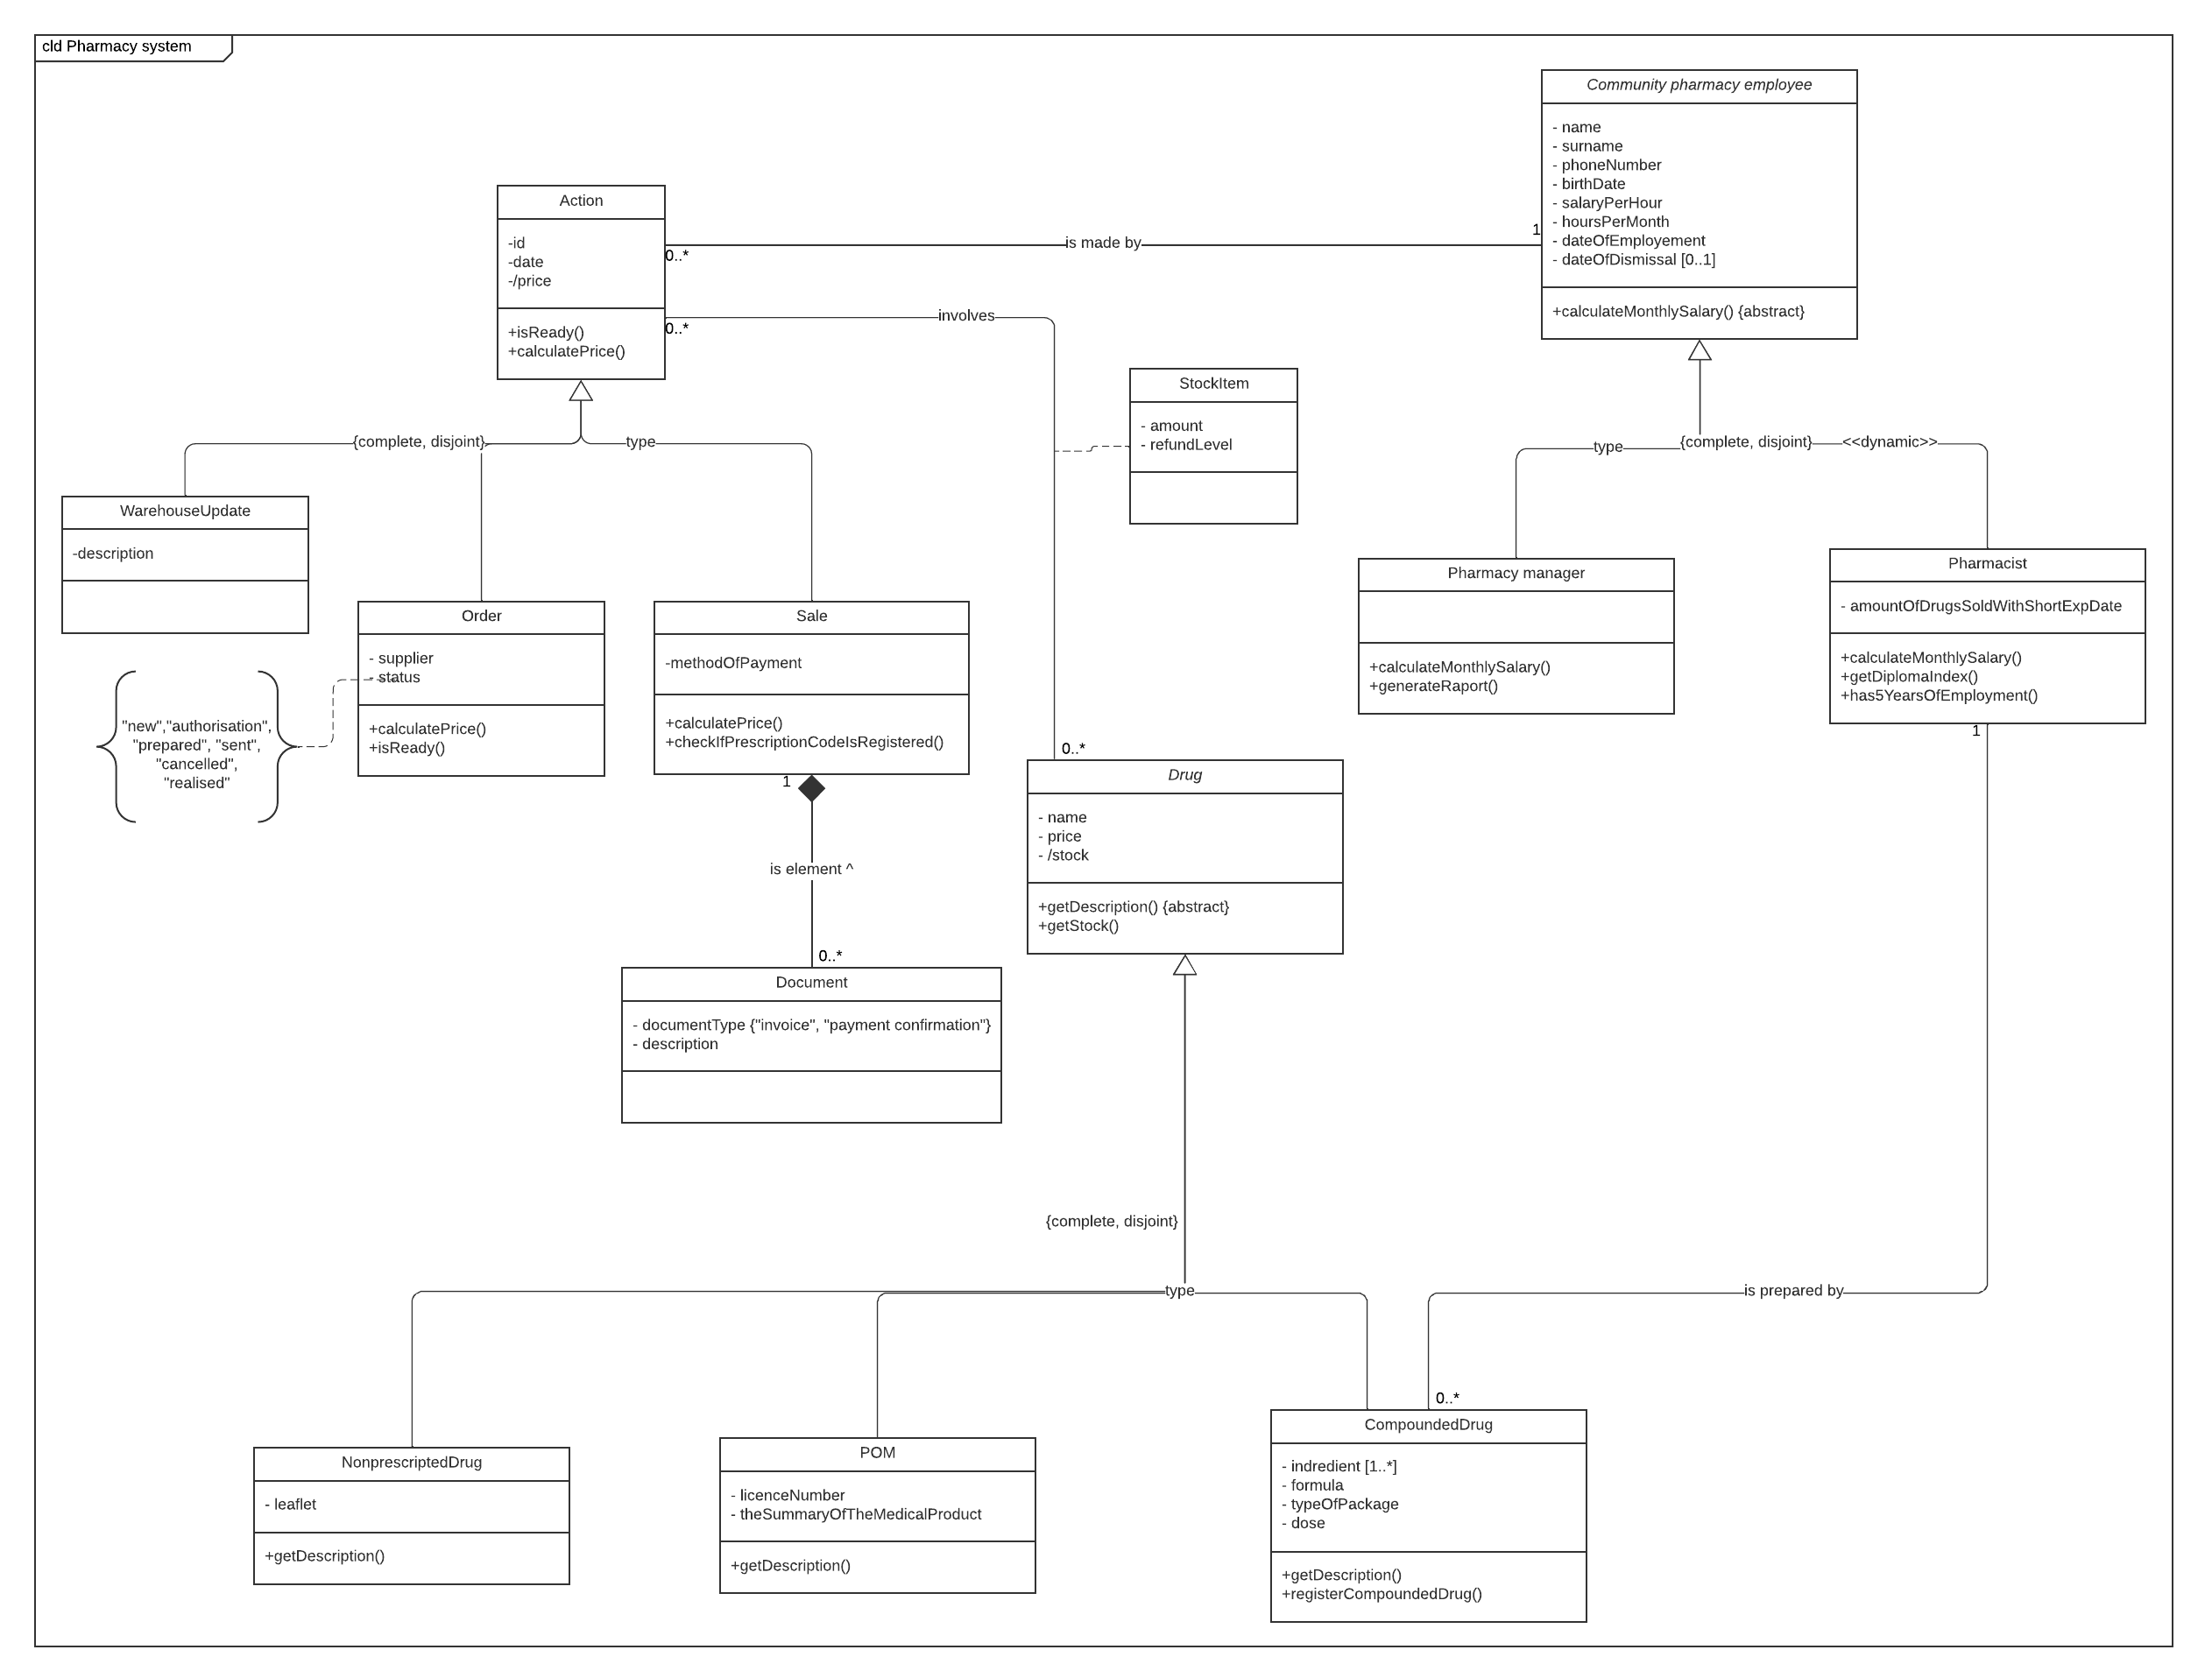 cld Pharmacy system
Community pharmacy employee
- name
- surname
- phoneNumber
- birthDate
- salaryPerHour
- hoursPerMonth
- dateOfEmployement
- dateOfDismissal [0..1]
+calculateMonthlySalary() {abstract}
Action
-id
-date
-/price
+isReady()
+calculatePrice()
0..*
is made by
1
0..*
involves
StockItem
- amount
- refundLevel
{complete, disjoint}
type
type
{complete, disjoint}
<<dynamic>>
WarehouseUpdate
-description
Order
- supplier
- status
+calculatePrice()
+isReady()
Sale
-methodOfPayment
+calculatePrice()
+checkIfPrescriptionCodeIsRegistered()
Pharmacy manager
+calculateMonthlySalary()
+generateRaport()
Pharmacist
- amountOfDrugsSoldWithShortExpDate
+calculateMonthlySalary()
+getDiplomaIndex()
+has5YearsOfEmployment()
1
"new","authorisation",
"prepared", "sent",
"cancelled",
"realised"
1
is element ^
0..*
0..*
Drug
- name
- price
- /stock
+getDescription() {abstract}
+getStock()
Document
- documentType {"invoice", "payment confirmation"}
- description
{complete, disjoint}
type
is prepared by
0..*
NonprescriptedDrug
- leaflet
+getDescription()
POM
- licenceNumber
- theSummaryOfTheMedicalProduct
+getDescription()
CompoundedDrug
- indredient [1..*]
- formula
- typeOfPackage
- dose
+getDescription()
+registerCompoundedDrug()